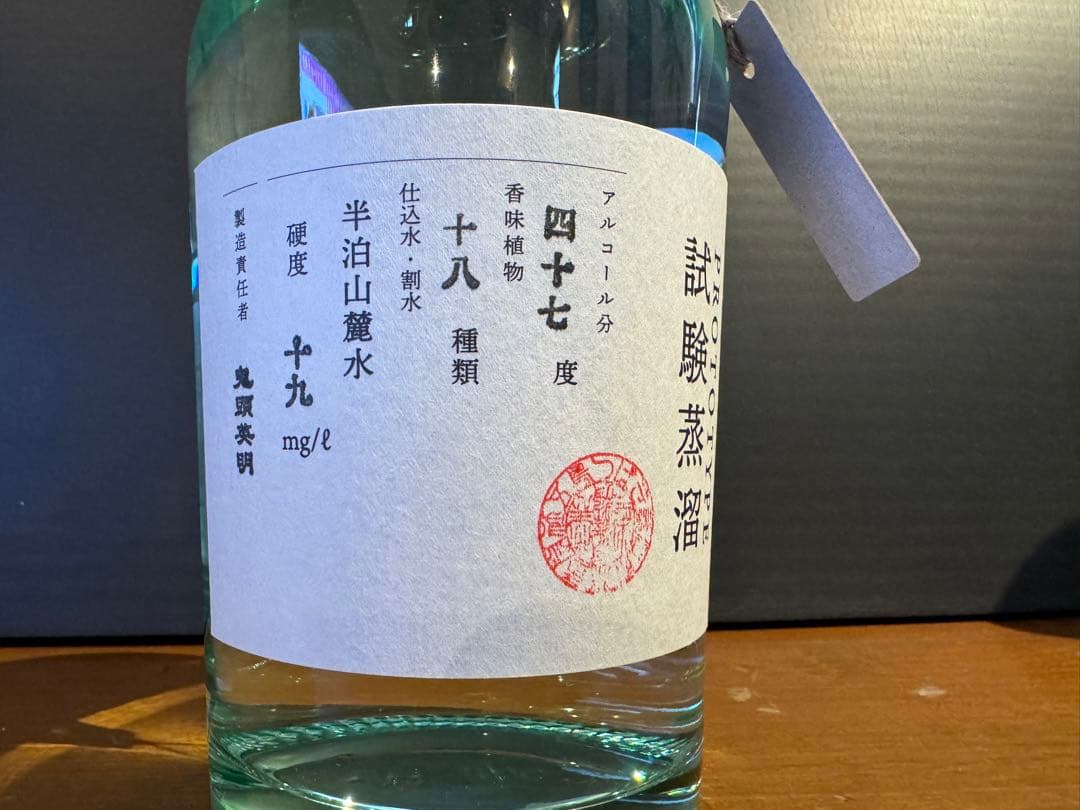 試験蒸溜
PROTOTYPE
アルコール分
四十七 度
香味植物
十八 種類
仕込水・割水
半泊山麓水
硬度 十九 mg/ℓ
製造責任者 鬼頭英明